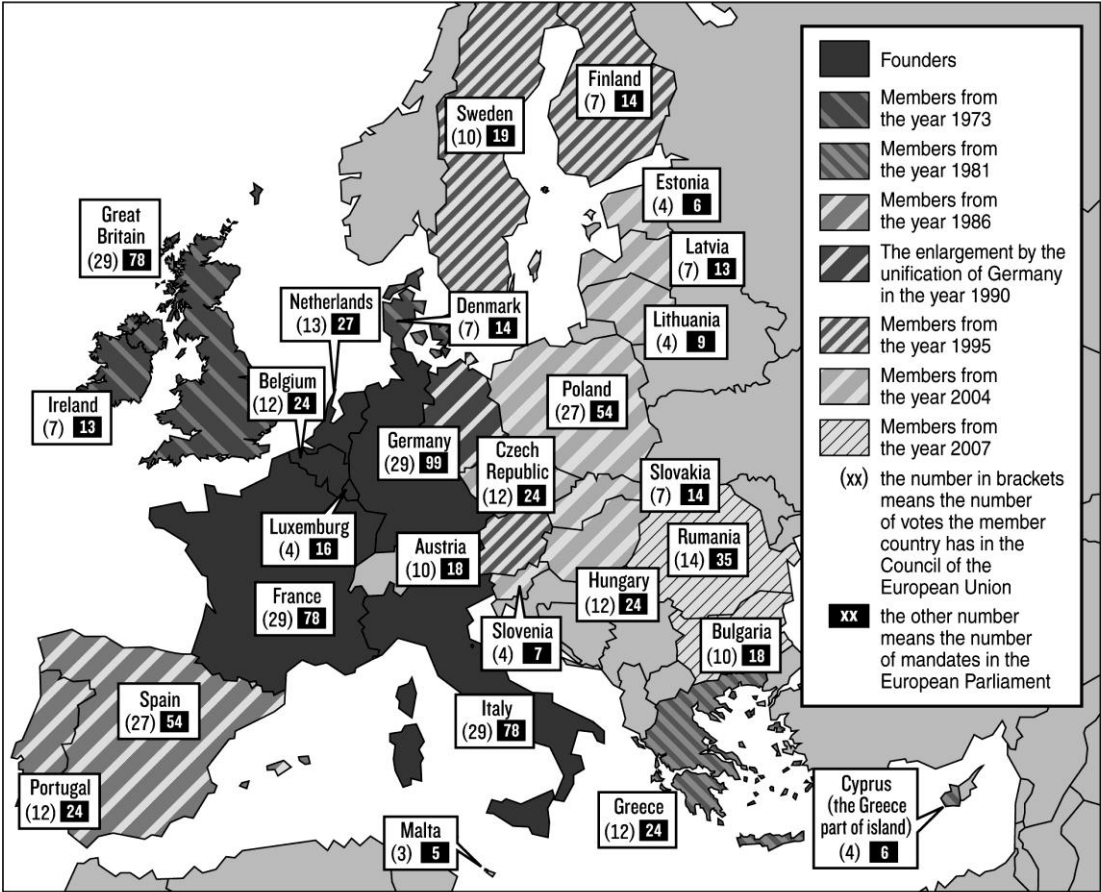 Finland
(7) 14
Sweden
(10) 19
Estonia
(4) 6
Great
Britain
(29) 78
Latvia
(7) 13
Netherlands
(13) 27
Denmark
(7) 14
Lithuania
(4) 9
Belgium
(12) 24
Poland
(27) 54
Ireland
(7) 13
Germany
(29) 99
Czech
Republic
(12) 24
Slovakia
(7) 14
Luxemburg
(4) 16
Austria
(10) 18
Rumania
(14) 35
France
(29) 78
Hungary
(12) 24
Slovenia
(4) 7
Bulgaria
(10) 18
Spain
(27) 54
Italy
(29) 78
Portugal
(12) 24
Greece
(12) 24
Malta
(3) 5
Cyprus
(the Greece
part of island)
(4) 6
Founders
Members from
the year 1973
Members from
the year 1981
Members from
the year 1986
The enlargement by the
unification of Germany
in the year 1990
Members from
the year 1995
Members from
the year 2004
Members from
the year 2007
(xx) the number in brackets
means the number
of votes the member
country has in the
Council of the
European Union
xx the other number
means the number
of mandates in the
European Parliament